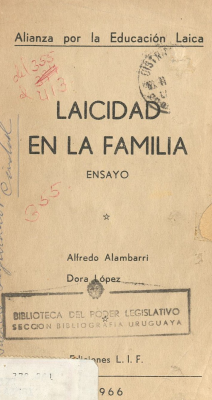 Alianza por la Educación Laica
LAICIDAD
EN LA FAMILIA
ENSAYO
Alfredo Alambarri
Dora López
BIBLIOTECA DEL PODER LEGISLATIVO
SECCION BIBLIOGRAFIA URUGUAYA
Ediciones L. I. F.
966